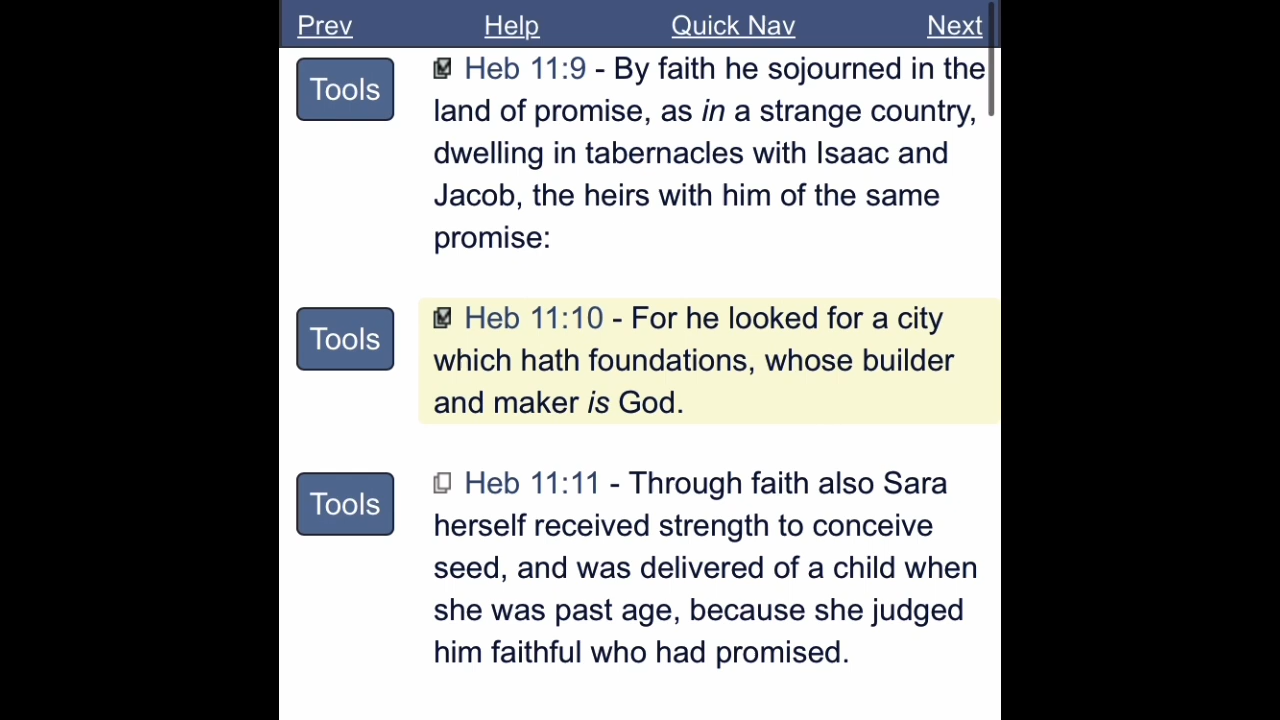 Prev Help Quick Nav Next
Tools
Heb 11:9 - By faith he sojourned in the
land of promise, as in a strange country,
dwelling in tabernacles with Isaac and
Jacob, the heirs with him of the same
promise:
Tools
Heb 11:10 - For he looked for a city
which hath foundations, whose builder
and maker is God.
Tools
Heb 11:11 - Through faith also Sara
herself received strength to conceive
seed, and was delivered of a child when
she was past age, because she judged
him faithful who had promised.